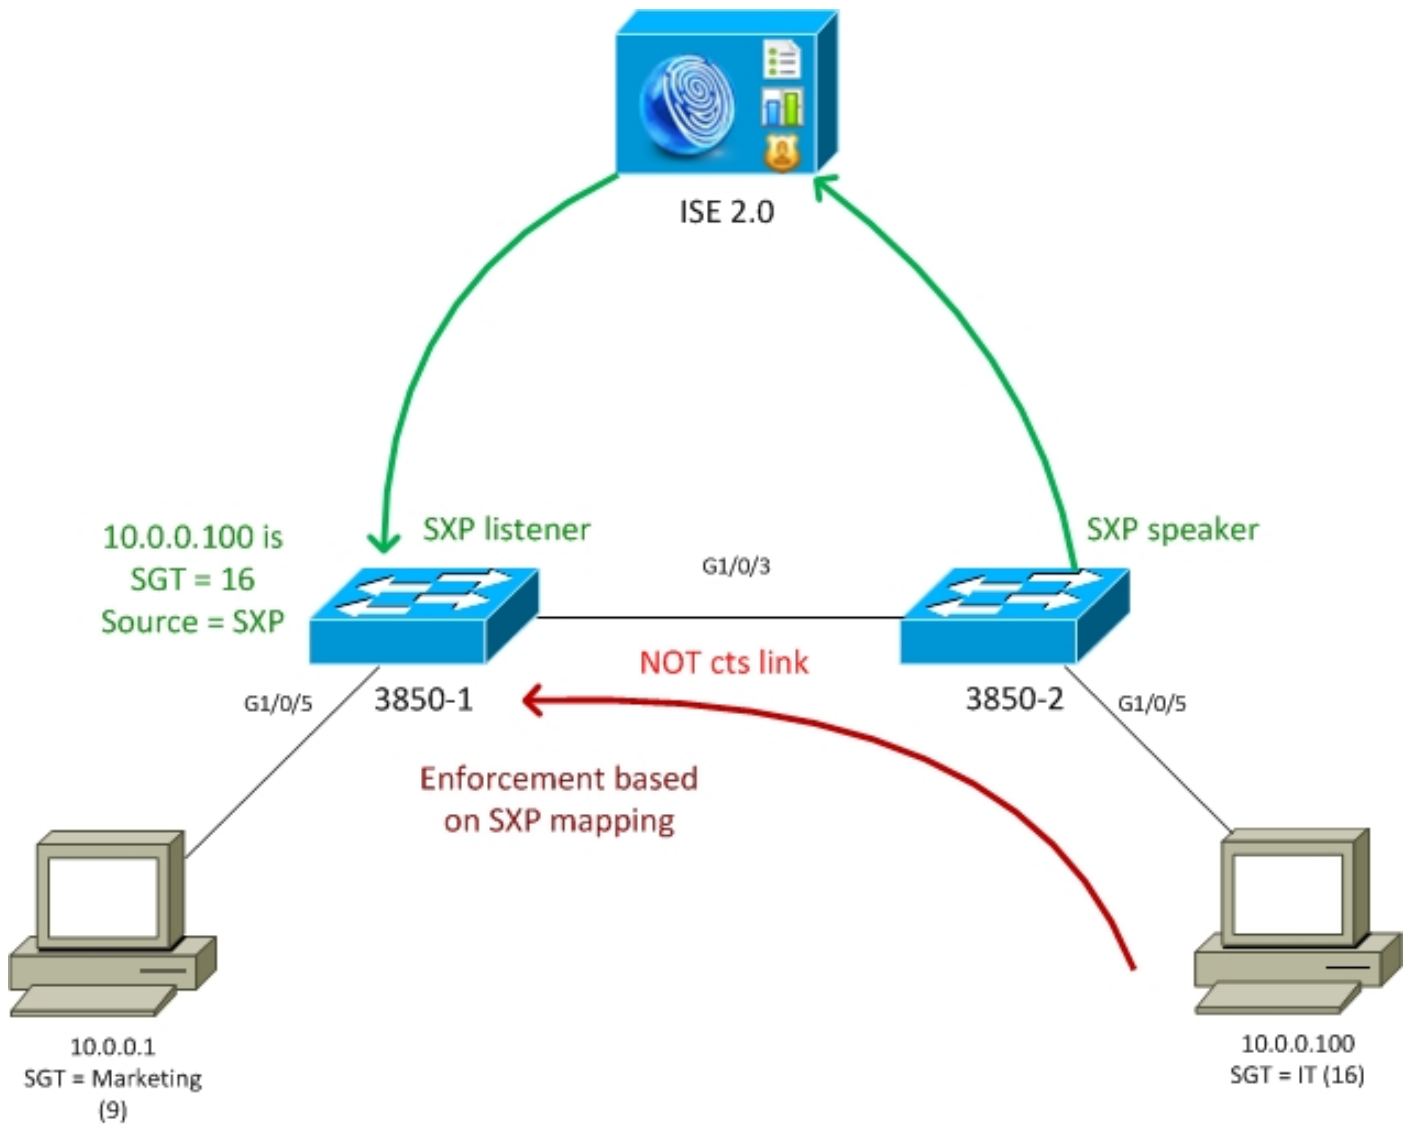 ISE 2.0
10.0.0.100 is
SGT = 16
Source = SXP
SXP listener
SXP speaker
G1/0/3
NOT cts link
3850-1
3850-2
G1/0/5
G1/0/5
Enforcement based
on SXP mapping
10.0.0.1
SGT = Marketing
(9)
10.0.0.100
SGT = IT (16)